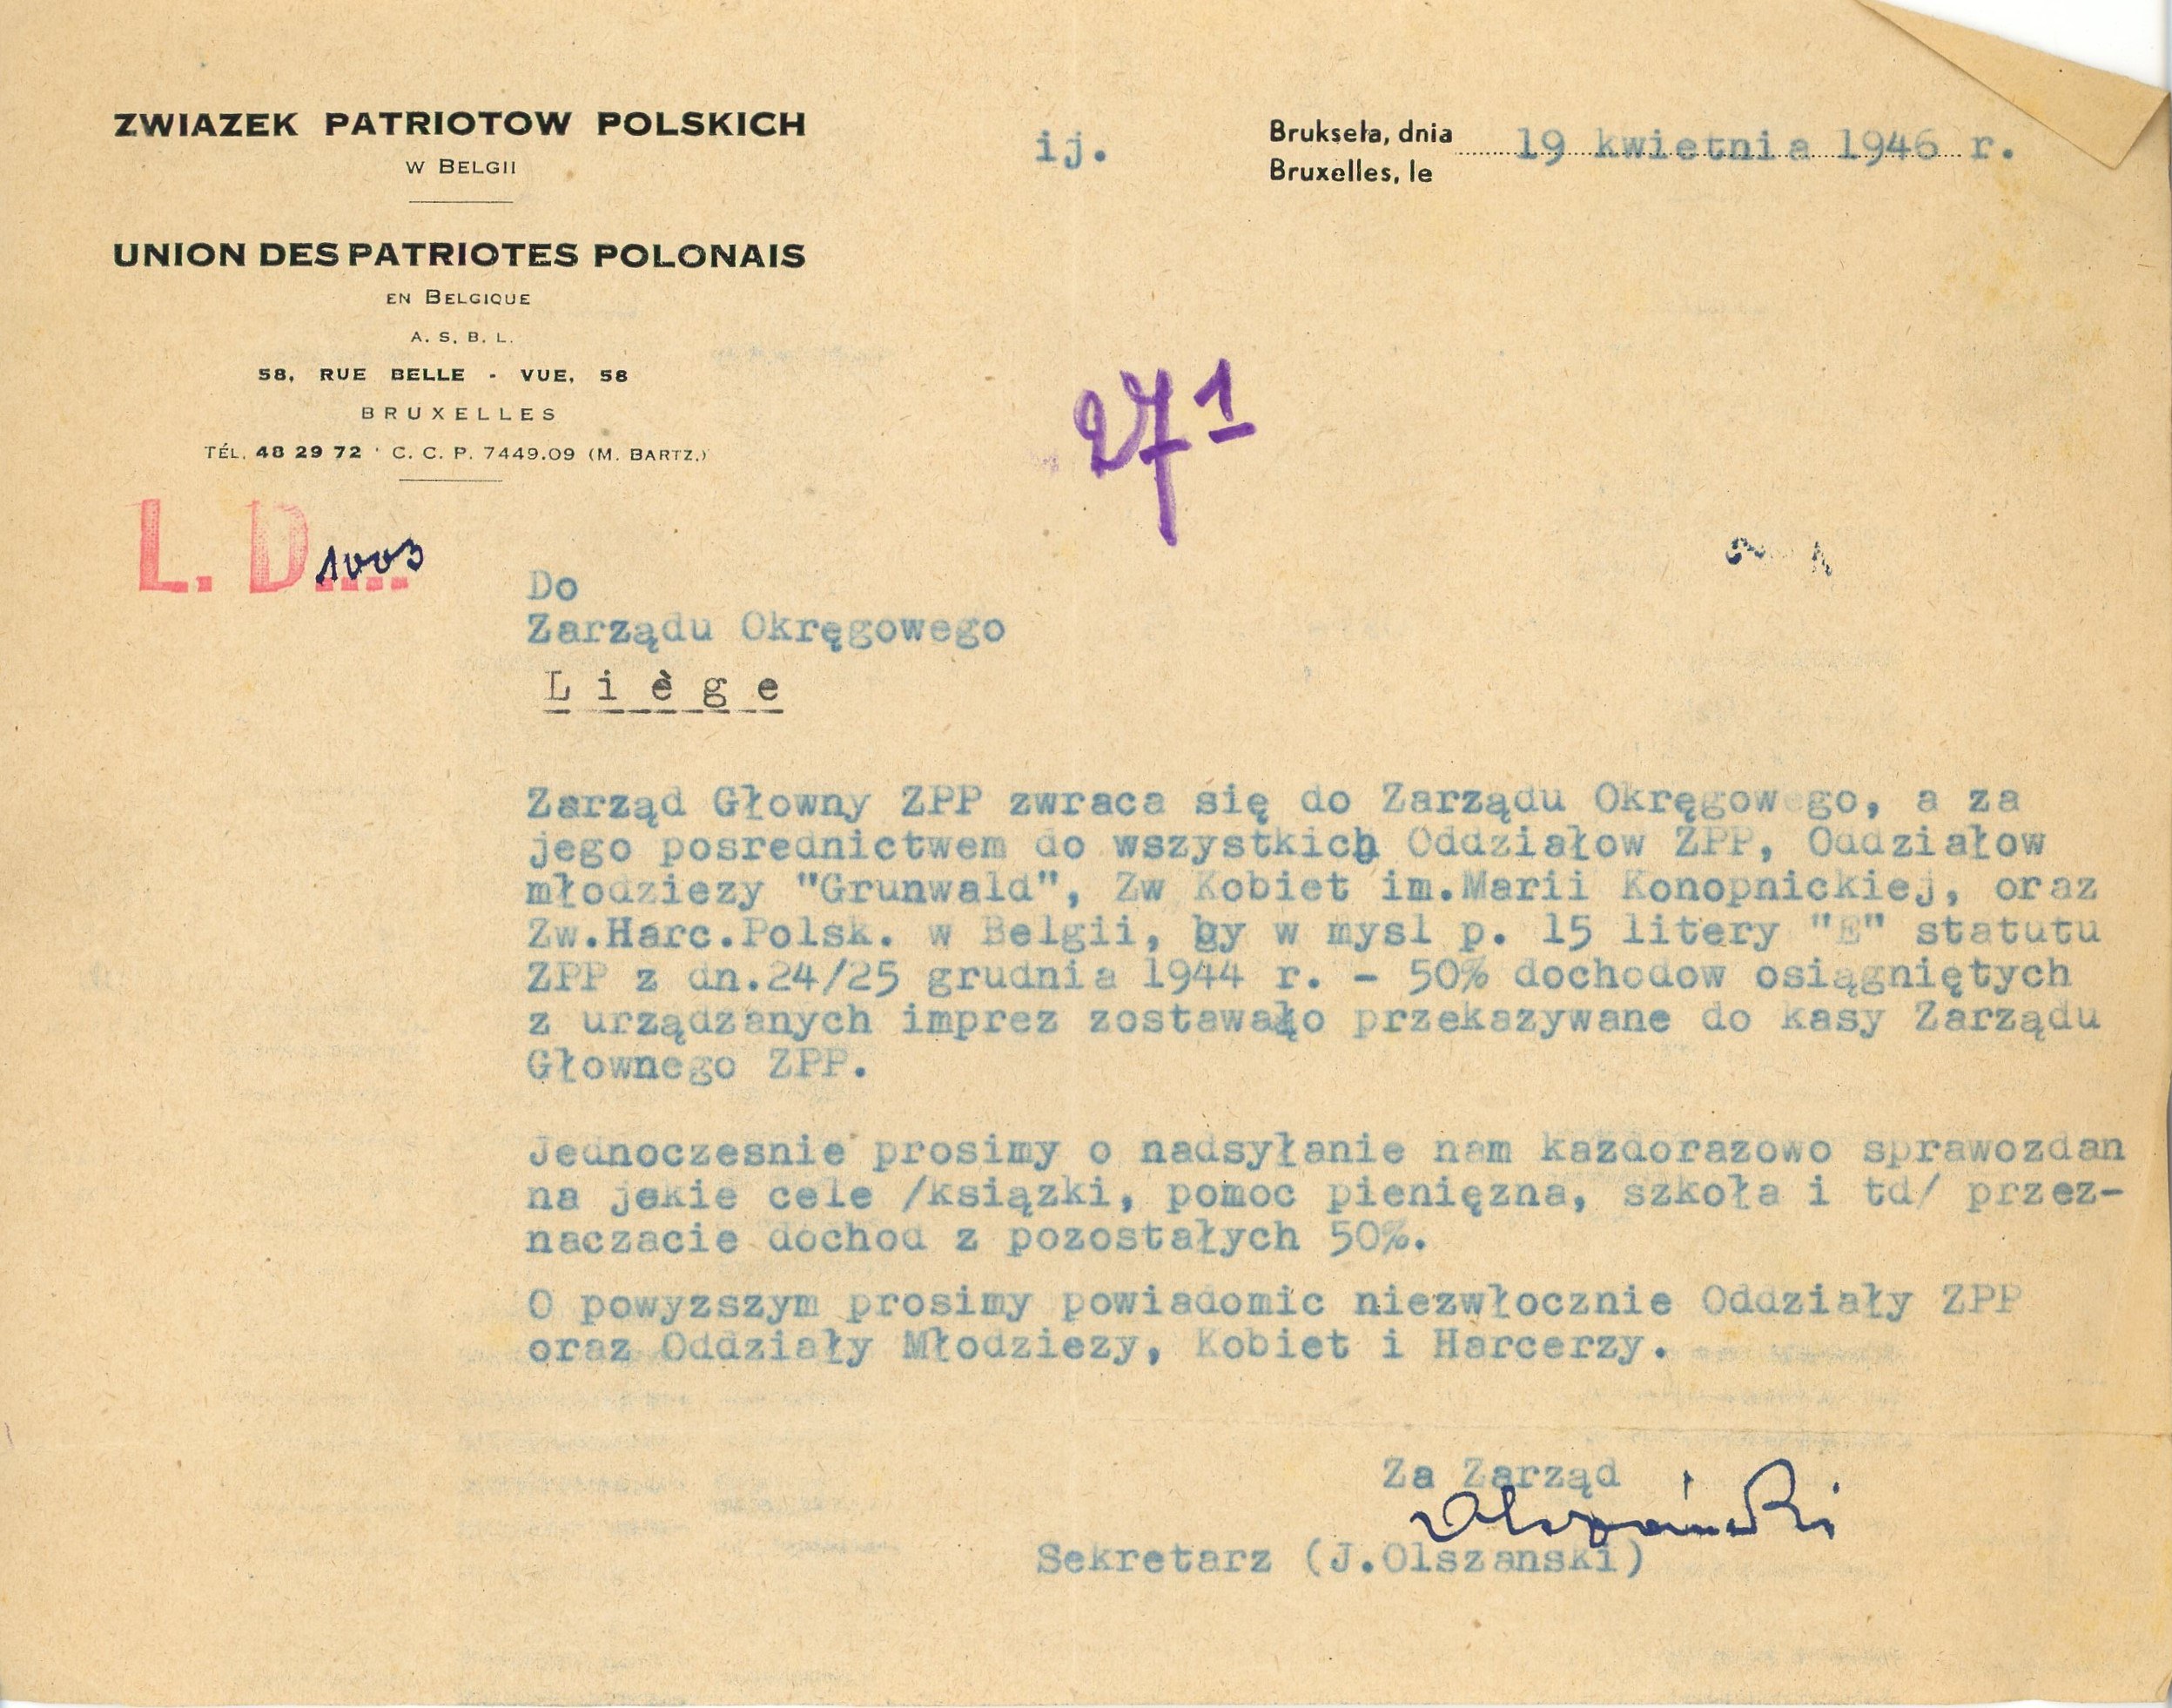 ZWIAZEK PATRIOTOW POLSKICH
W BELGII
UNION DES PATRIOTES POLONAIS
EN BELGIQUE
A. S. B. L.
58, RUE BELLE - VUE, 58
BRUXELLES
TÉL. 48 29 72 · C. C. P. 7449.09 (M. BARTZ.)
ij.
Bruksela, dnia 19 kwietnia 1946 r.
Bruxelles, le
27 1
L. D. 1003
Do
Zarządu Okręgowego
Liège
Zarząd Głowny ZPP zwraca się do Zarządu Okręgowego, a za
jego posrednictwem do wszystkich Oddziałow ZPP, Oddziałow
młodziezy "Grunwald", Zw Kobiet im.Marii Konopnickiej, oraz
Zw.Harc.Polsk. w Belgii, by w mysl p. 15 litery "E" statutu
ZPP z dn.24/25 grudnia 1944 r. - 50% dochodow osiągniętych
z urządzanych imprez zostawało przekazywane do kasy Zarządu
Głownego ZPP.
Jednoczesnie prosimy o nadsyłanie nam kazdorazowo sprawozdan
na jakie cele /książki, pomoc pieniężna, szkoła i td/ przez-
naczacie dochod z pozostałych 50%.
O powyzszym prosimy powiadomic niezwłocznie Oddziały ZPP
oraz Oddziały Młodziezy, Kobiet i Harcerzy.
Za Zarząd
Olszański
Sekretarz (J.Olszanski)